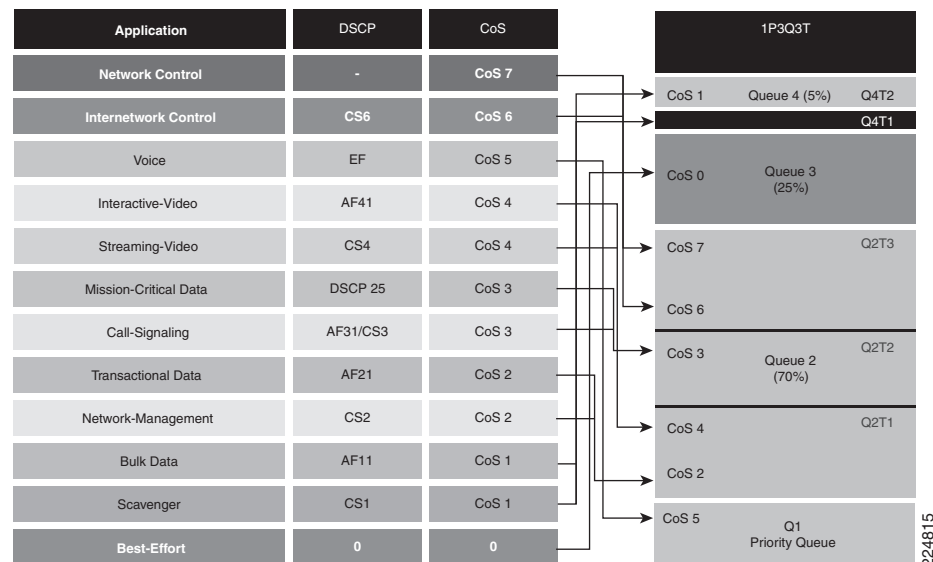 Application DSCP CoS
Network Control - CoS 7
Internetwork Control CS6 CoS 6
Voice EF CoS 5
Interactive-Video AF41 CoS 4
Streaming-Video CS4 CoS 4
Mission-Critical Data DSCP 25 CoS 3
Call-Signaling AF31/CS3 CoS 3
Transactional Data AF21 CoS 2
Network-Management CS2 CoS 2
Bulk Data AF11 CoS 1
Scavenger CS1 CoS 1
Best-Effort 0 0
1P3Q3T
CoS 1 Queue 4 (5%) Q4T2
Q4T1
CoS 0 Queue 3
(25%)
CoS 7 Q2T3
CoS 6
CoS 3 Queue 2 Q2T2
(70%)
CoS 4 Q2T1
CoS 2
CoS 5 Q1
Priority Queue
224815